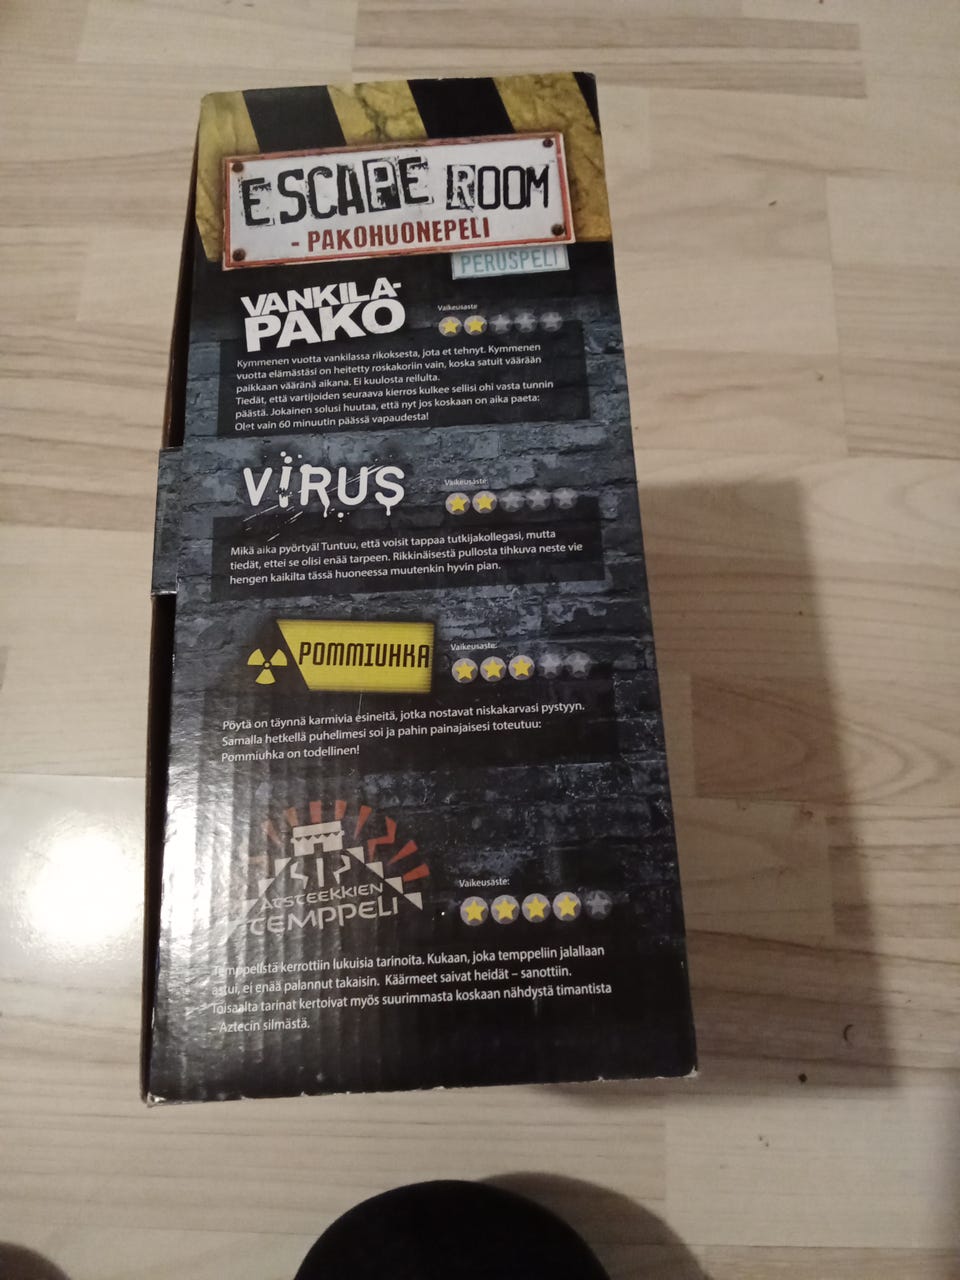 ESCAPE ROOM
- PAKOHUONEPELI
PERUSPELI
VANKILA-
PAKO
Vaikeusaste
Kymmenen vuotta vankilassa rikoksesta, jota et tehnyt. Kymmenen
vuotta elämästäsi on heitetty roskakoriin vain, koska satuit väärään
paikkaan vääränä aikana. Ei kuulosta reilulta.
Tiedät, että vartijoiden seuraava kierros kulkee sellisi ohi vasta tunnin
päästä. Jokainen solusi huutaa, että nyt jos koskaan on aika paeta:
Olet vain 60 minuutin päässä vapaudesta!
VIRUS
Vaikeusaste:
Mikä aika pyörtyä! Tuntuu, että voisit tappaa tutkijakollegasi, mutta
tiedät, ettei se olisi enää tarpeen. Rikkinäisestä pullosta tihkuva neste vie
hengen kaikilta tässä huoneessa muutenkin hyvin pian.
POMMIUHKA
Vaikeusaste:
Pöytä on täynnä karmivia esineitä, jotka nostavat niskakarvasi pystyyn.
Samalla hetkellä puhelimesi soi ja pahin painajaisesi toteutuu:
Pommiuhka on todellinen!
ATSTEEKKIEN
TEMPPELI
Vaikeusaste:
Temppelistä kerrottiin lukuisia tarinoita. Kukaan, joka temppeliin jalallaan
astui, ei enää palannut takaisin. Käärmeet saivat heidät – sanottiin.
Toisaalta tarinat kertoivat myös suurimmasta koskaan nähdystä timantista
– Aztecin silmästä.